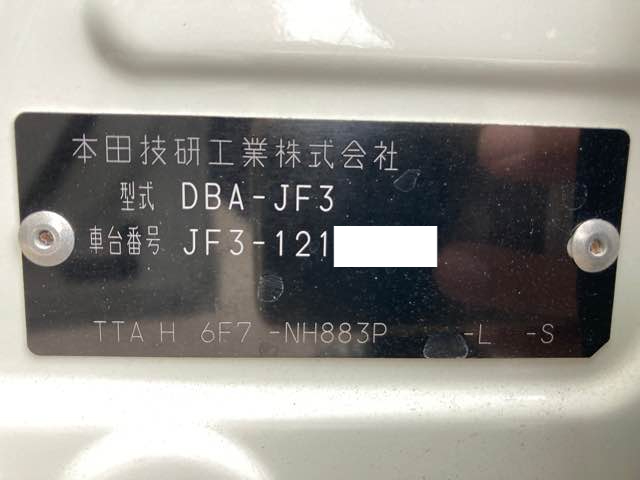 本田技研工業株式会社
型式 DBA-JF3
車台番号 JF3-121
TTA H 6F7 -NH883P -L -S